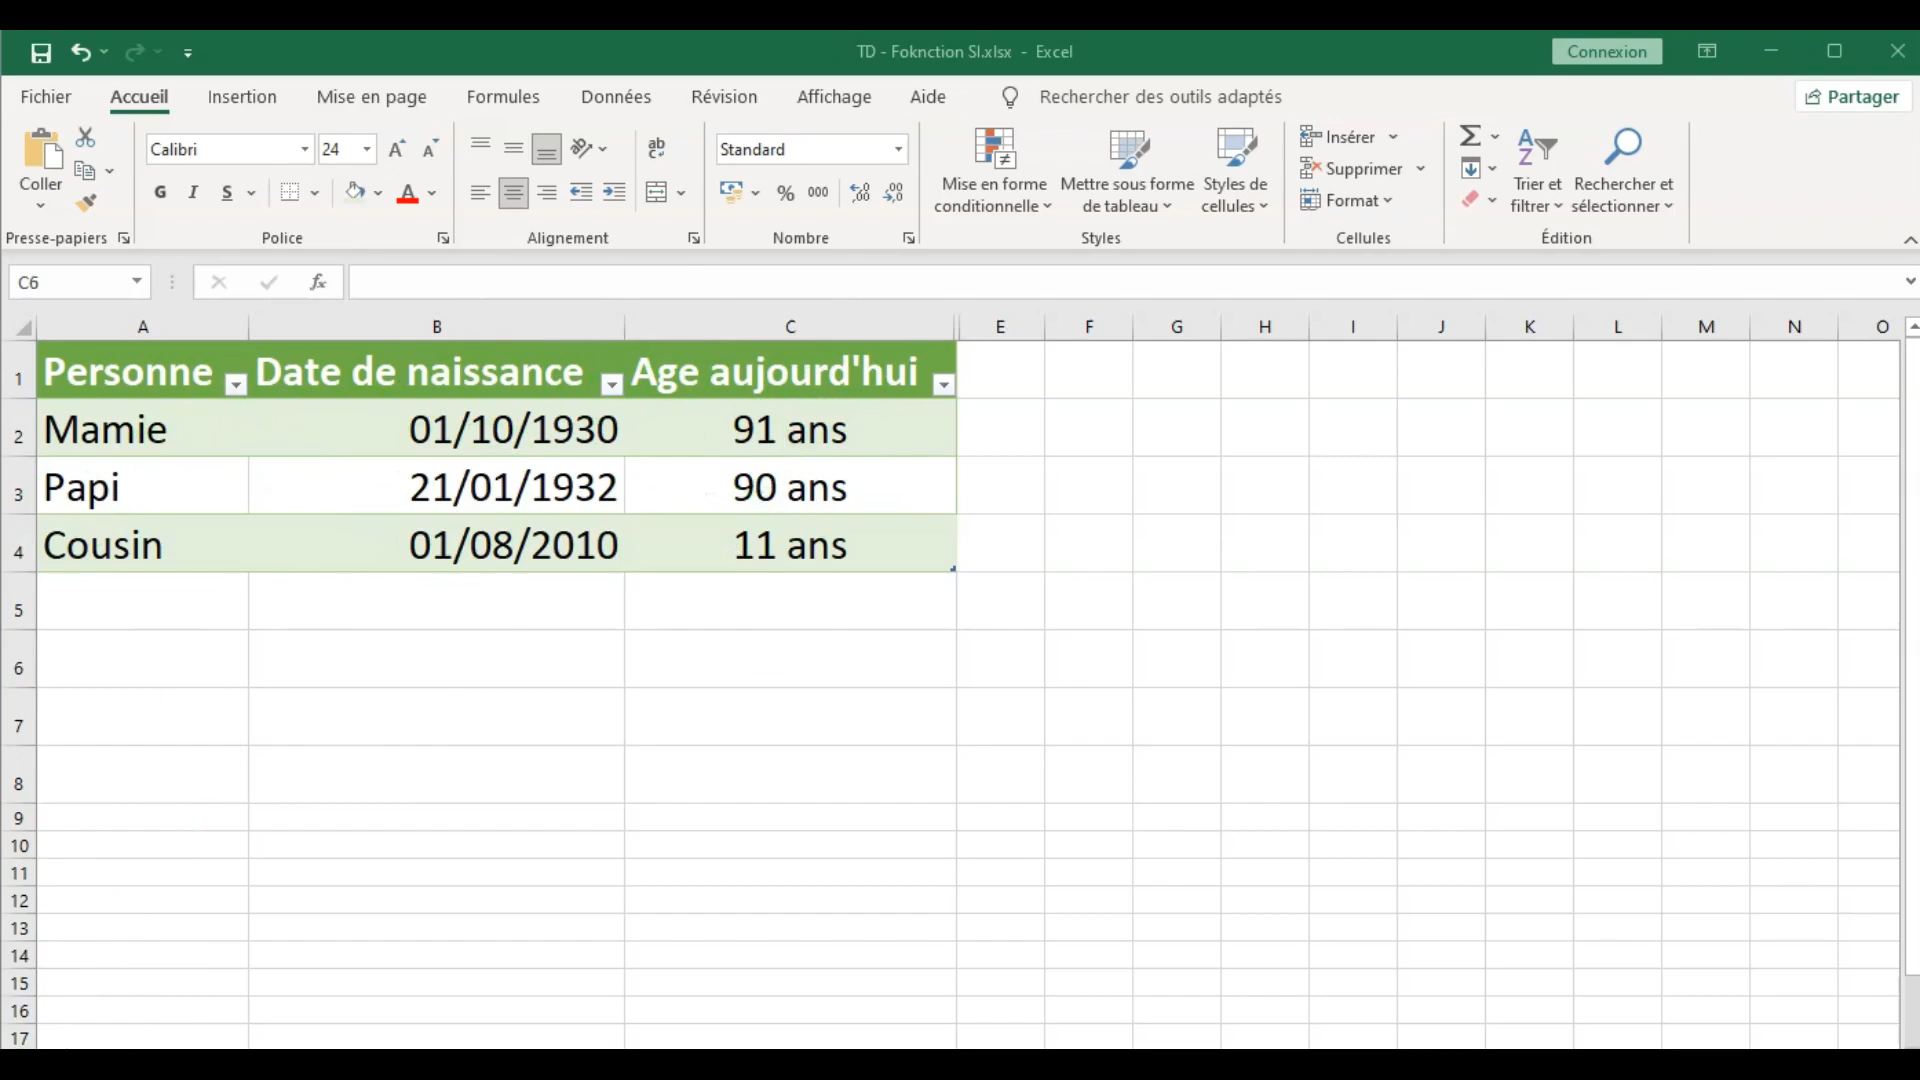 TD - Foknction SI.xlsx - Excel
Connexion
Fichier Accueil Insertion Mise en page Formules Données Révision Affichage Aide Rechercher des outils adaptés Partager
Coller
Calibri 24
G I S
A A
A
ab
Standard
% 000
Mise en forme conditionnelle
Mettre sous forme de tableau
Styles de cellules
Insérer
Supprimer
Format
Trier et filtrer
Rechercher et sélectionner
Presse-papiers Police Alignement Nombre Styles Cellules Édition
C6 fx
A B C E F G H I J K L M N O
1 Personne Date de naissance Age aujourd'hui
2 Mamie 01/10/1930 91 ans
3 Papi 21/01/1932 90 ans
4 Cousin 01/08/2010 11 ans
5
6
7
8
9
10
11
12
13
14
15
16
17